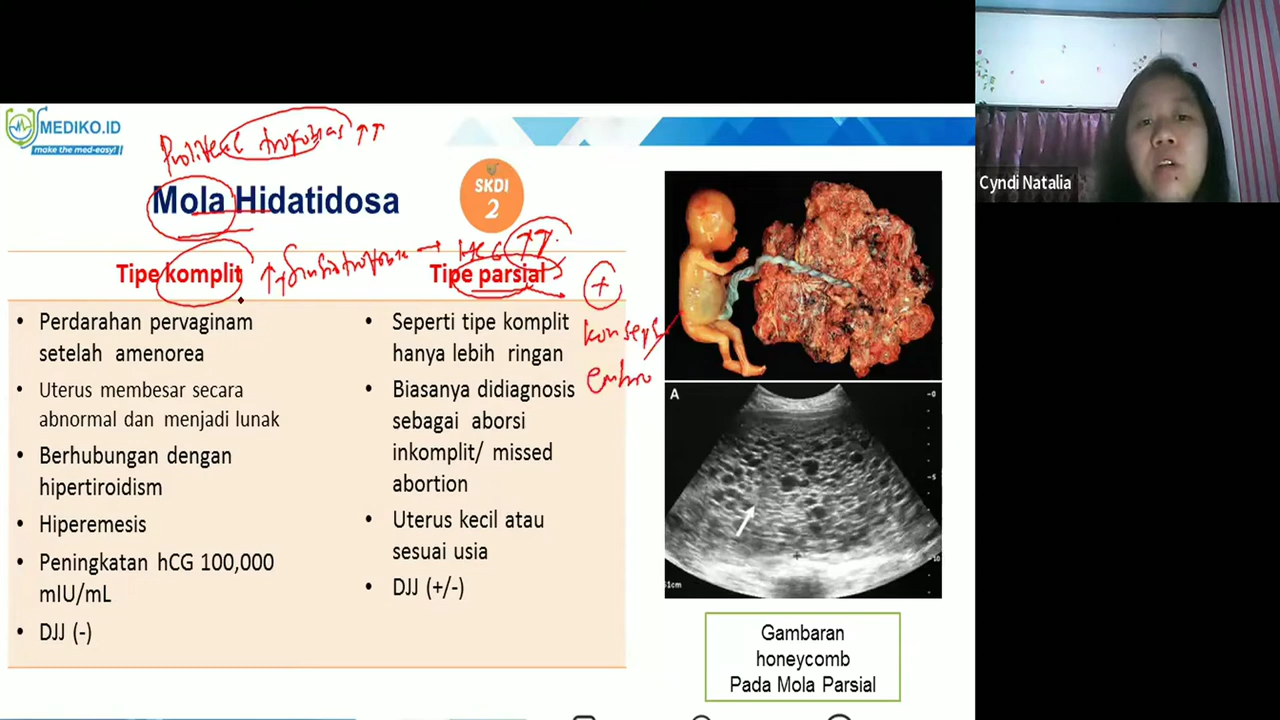 MEDIKO.ID
make the med-easy!
Mola Hidatidosa
SKDI
2
HCG ↑↑
Tipe komplit
Tipe parsial
+
embrio
Perdarahan pervaginam
setelah amenorea
Uterus membesar secara
abnormal dan menjadi lunak
Berhubungan dengan
hipertiroidism
Hiperemesis
Peningkatan hCG 100,000
mIU/mL
DJJ (-)
Seperti tipe komplit
hanya lebih ringan
Biasanya didiagnosis
sebagai aborsi
inkomplit/ missed
abortion
Uterus kecil atau
sesuai usia
DJJ (+/-)
A
Gambaran
honeycomb
Pada Mola Parsial
Cyndi Natalia